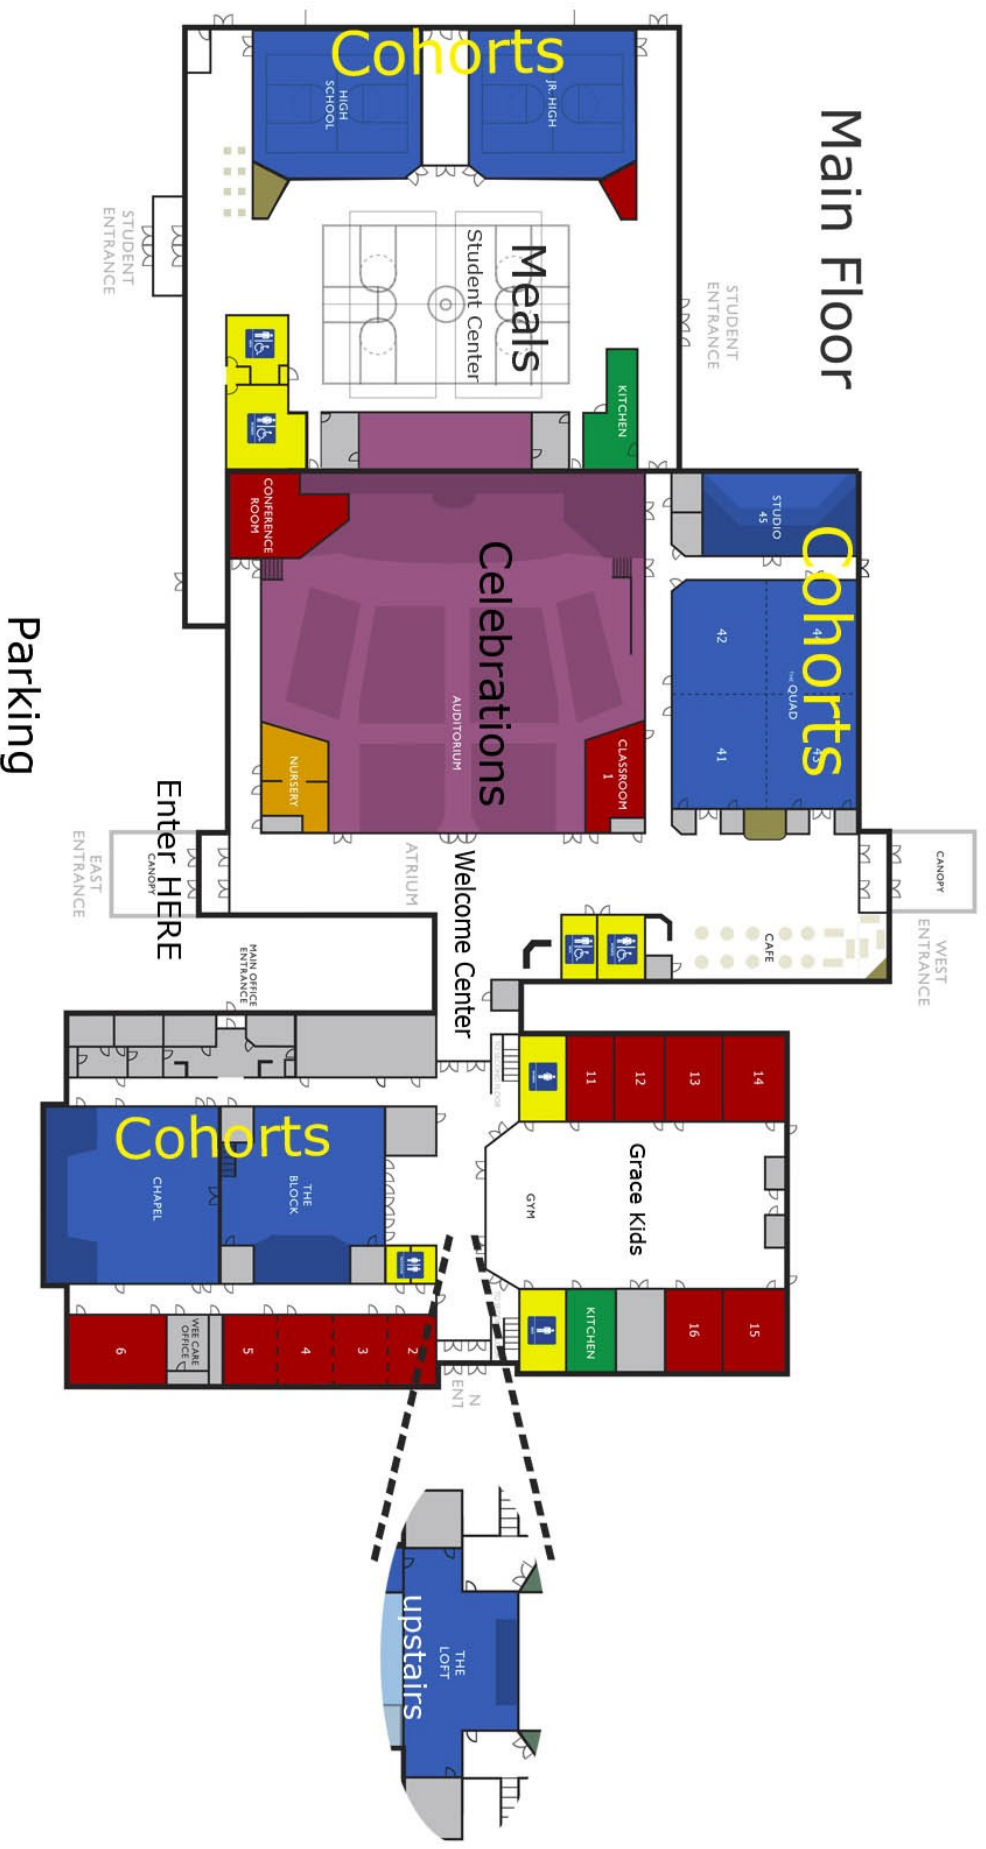 Main Floor
Cohorts
HIGH
SCHOOL
JR. HIGH
STUDENT
ENTRANCE
STUDENT
ENTRANCE
Meals
Student Center
KITCHEN
CONFERENCE
ROOM
STUDIO
45
Cohorts
42
THE QUAD
41
43
Celebrations
AUDITORIUM
NURSERY
CLASSROOM
1
Parking
Enter HERE
CANOPY
EAST
ENTRANCE
ATRIUM
Welcome Center
CANOPY
WEST
ENTRANCE
CAFE
MAIN OFFICE
ENTRANCE
11
12
13
14
Grace Kids
GYM
Cohorts
CHAPEL
THE
BLOCK
KITCHEN
16
15
6
WEE CARE
OFFICE
5
4
3
2
N
ENT
THE
LOFT
upstairs